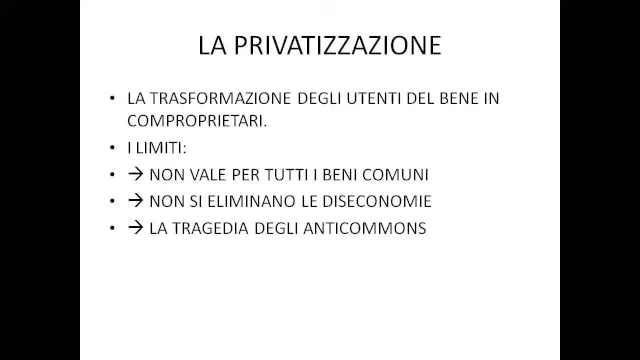 LA PRIVATIZZAZIONE
• LA TRASFORMAZIONE DEGLI UTENTI DEL BENE IN
COMPROPRIETARI.
• I LIMITI:
• → NON VALE PER TUTTI I BENI COMUNI
• → NON SI ELIMINANO LE DISECONOMIE
• → LA TRAGEDIA DEGLI ANTICOMMONS